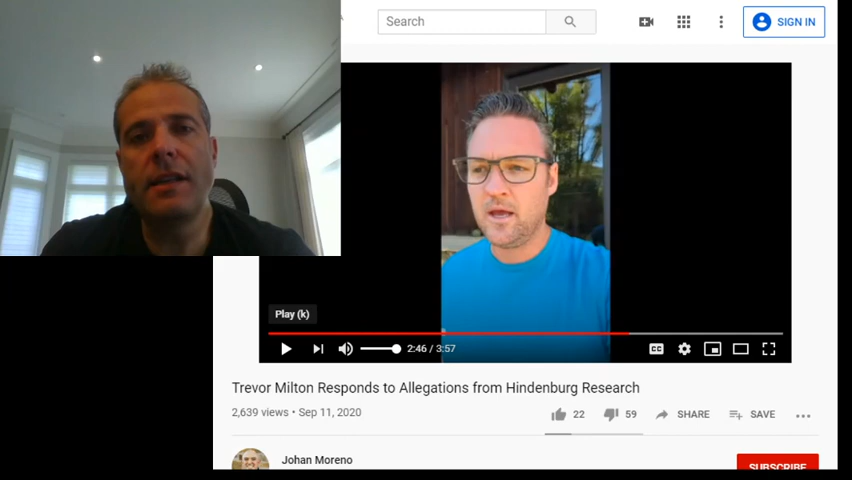 Search
SIGN IN
Play (k)
2:46 / 3:57
CC
Trevor Milton Responds to Allegations from Hindenburg Research
2,639 views • Sep 11, 2020
22
59
SHARE
SAVE
Johan Moreno
SUBSCRIBE